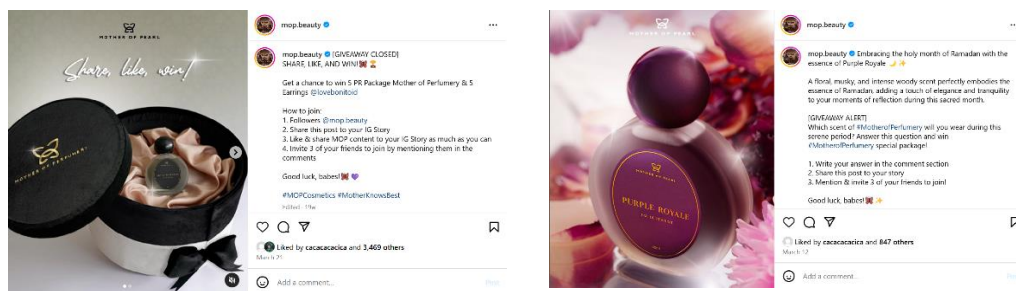 MOTHER OF PEARL
Share, like, win!
MOTHER OF PERFUMERY
mop.beauty
mop.beauty [GIVEAWAY CLOSED]
SHARE, LIKE, AND WIN!
Get a chance to win 5 PR Package Mother of Perfumery & 5
Earrings @lovebonitoid
How to join:
1. Followers @mop.beauty
2. Share this post to your IG Story
3. Like & share MOP content to your IG Story as much as you can
4. Invite 3 of your friends to join by mentioning them in the
comments
Good luck, babes!
#MOPCosmetics #MotherKnowsBest
Edited
Liked by cacacacacica and 3,469 others
Add a comment...
MOTHER OF PEARL
MOTHER OF PEARL
PURPLE ROYALE
mop.beauty
mop.beauty Embracing the holy month of Ramadan with the
essence of Purple Royale
A floral, musky, and intense woody scent perfectly embodies the
essence of Ramadan, adding a touch of elegance and tranquility
to your moments of reflection during this sacred month.
[GIVEAWAY ALERT]
Which scent of #MotherofPerfumery will you wear during this
serene period? Answer this question and win
#MotherofPerfumery special package!
1. Write your answer in the comment section
2. Share this post to your story
3. Mention & invite 3 of your friends to join!
Good luck, babes!
Liked by cacacacacica and 847 others
March 12
Add a comment...